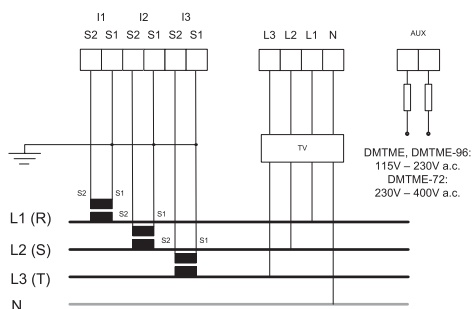 I1 I2 I3
S2 S1 S2 S1 S2 S1
L3 L2 L1 N
AUX
TV
DMTME, DMTME-96:
115V – 230V a.c.
DMTME-72:
230V – 400V a.c.
S2 S1
L1 (R)
S2 S1
L2 (S)
S2 S1
L3 (T)
N